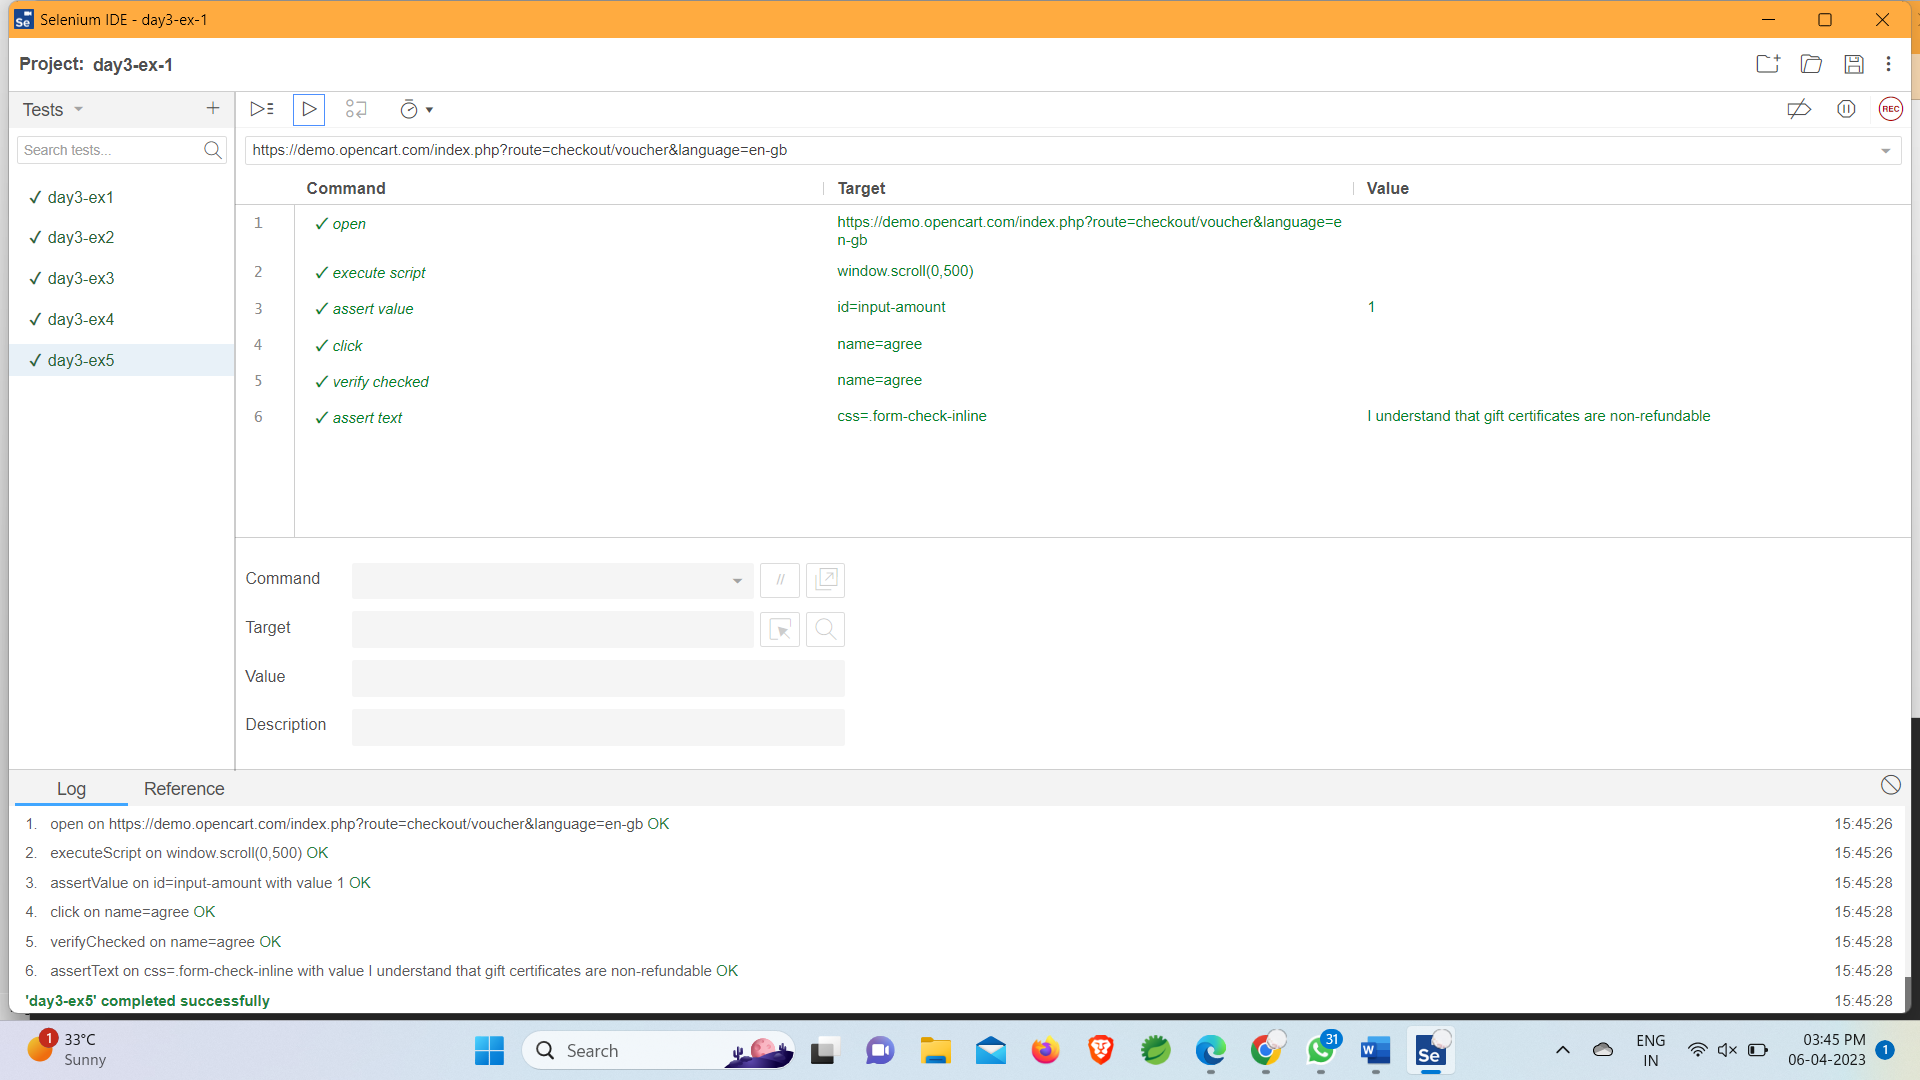 Selenium IDE - day3-ex-1
Project: day3-ex-1
Tests
Search tests...
✓ day3-ex1
✓ day3-ex2
✓ day3-ex3
✓ day3-ex4
✓ day3-ex5
REC
https://demo.opencart.com/index.php?route=checkout/voucher&language=en-gb
Command Target Value
1 ✓ open https://demo.opencart.com/index.php?route=checkout/voucher&language=e
n-gb
2 ✓ execute script window.scroll(0,500)
3 ✓ assert value id=input-amount 1
4 ✓ click name=agree
5 ✓ verify checked name=agree
6 ✓ assert text css=.form-check-inline I understand that gift certificates are non-refundable
Command //
Target
Value
Description
Log Reference
1. open on https://demo.opencart.com/index.php?route=checkout/voucher&language=en-gb OK 15:45:26
2. executeScript on window.scroll(0,500) OK 15:45:26
3. assertValue on id=input-amount with value 1 OK 15:45:28
4. click on name=agree OK 15:45:28
5. verifyChecked on name=agree OK 15:45:28
6. assertText on css=.form-check-inline with value I understand that gift certificates are non-refundable OK 15:45:28
'day3-ex5' completed successfully 15:45:28
1 33°C
Sunny
Search
31
W
Se
ENG
IN
03:45 PM
06-04-2023
1